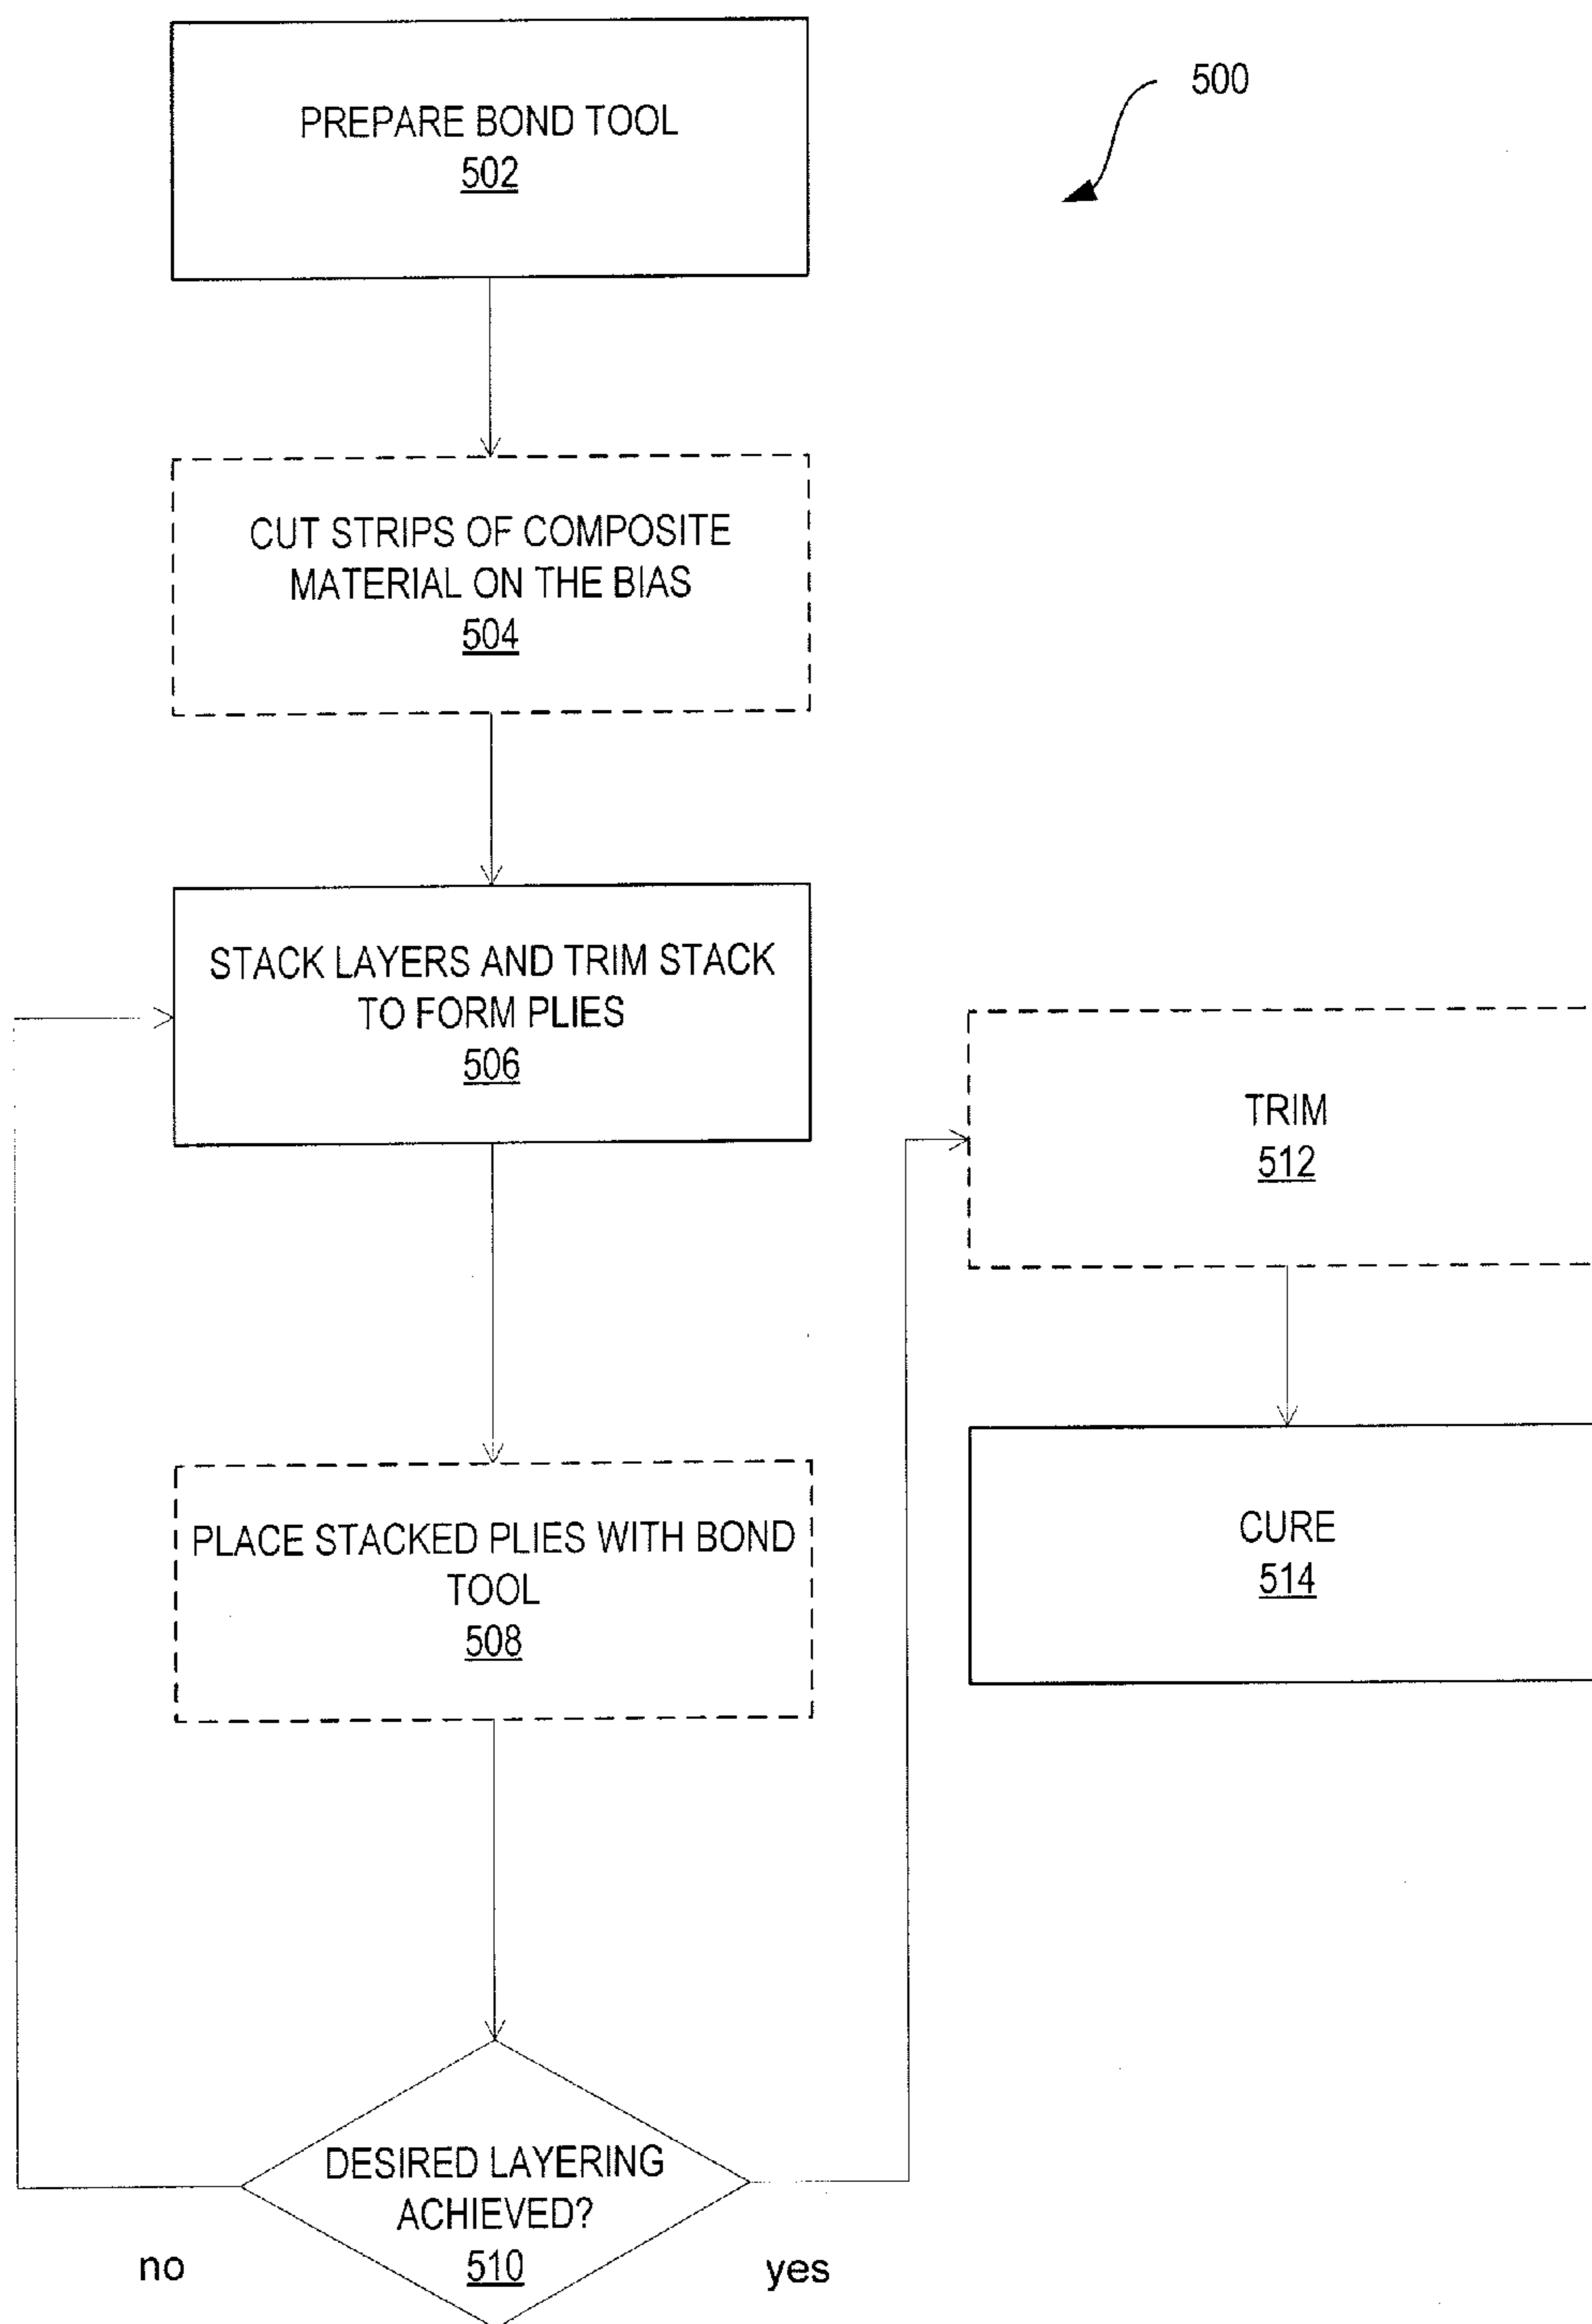 500
PREPARE BOND TOOL
502
CUT STRIPS OF COMPOSITE
MATERIAL ON THE BIAS
504
STACK LAYERS AND TRIM STACK
TO FORM PLIES
506
PLACE STACKED PLIES WITH BOND
TOOL
508
DESIRED LAYERING
ACHIEVED?
510
no
yes
TRIM
512
CURE
514